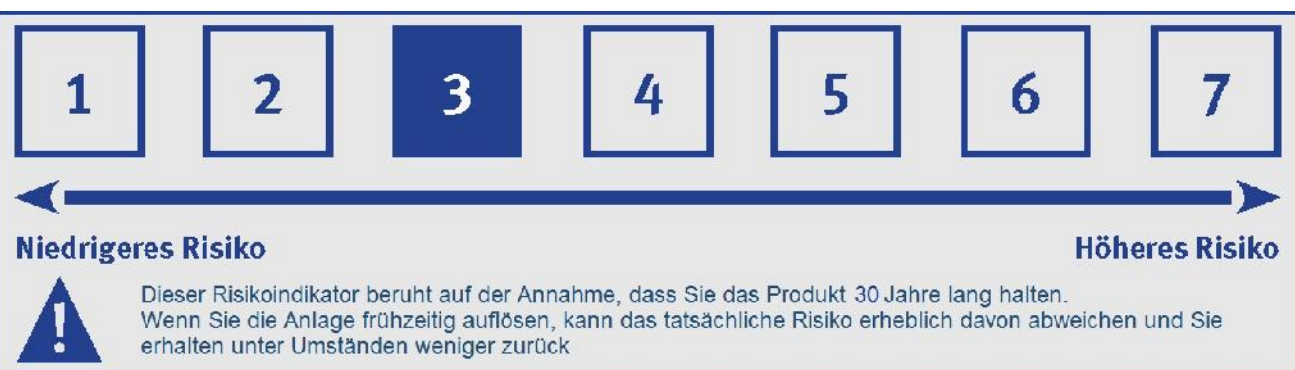 1 2 3 4 5 6 7
Niedrigeres Risiko Höheres Risiko
!
Dieser Risikoindikator beruht auf der Annahme, dass Sie das Produkt 30 Jahre lang halten.
Wenn Sie die Anlage frühzeitig auflösen, kann das tatsächliche Risiko erheblich davon abweichen und Sie
erhalten unter Umständen weniger zurück